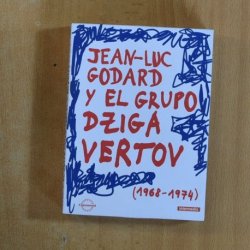 JEAN-LUC
GODARD
Y EL GRUPO
DZIGA
VERTOV
(1968-1974)